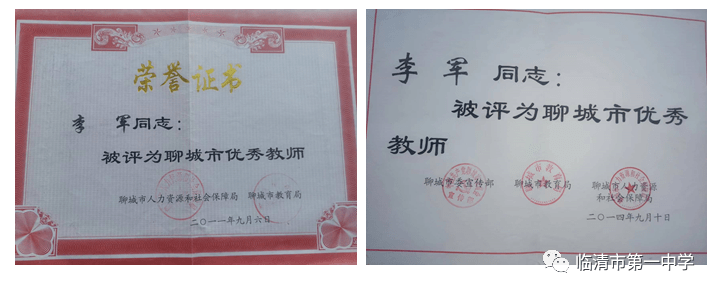 荣誉证书
李 军同志：
被评为聊城市优秀教师
聊城市人力资源和社会保障局 聊城市教育局
二〇一一年九月六日
李 军 同志：
被评为聊城市优秀
教师
聊城市委宣传部 聊城市教育局 聊城市人力资源
和社会保障局
二〇一四年九月十日
临清市第一中学